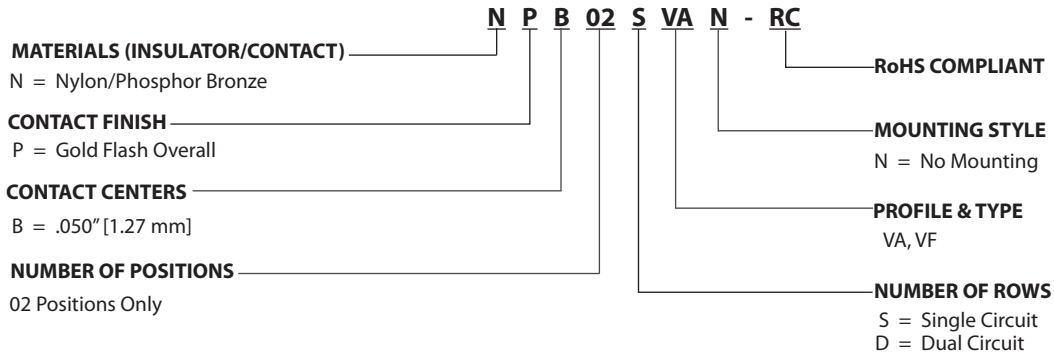 N P B 02 S VA N - RC
MATERIALS (INSULATOR/CONTACT)
N = Nylon/Phosphor Bronze
CONTACT FINISH
P = Gold Flash Overall
CONTACT CENTERS
B = .050" [1.27 mm]
NUMBER OF POSITIONS
02 Positions Only
RoHS COMPLIANT
MOUNTING STYLE
N = No Mounting
PROFILE & TYPE
VA, VF
NUMBER OF ROWS
S = Single Circuit
D = Dual Circuit